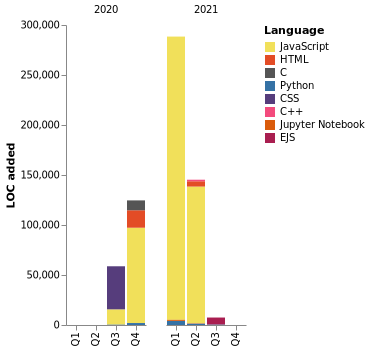 2020 2021
Language
JavaScript
HTML
C
Python
CSS
C++
Jupyter Notebook
EJS
LOC added
300,000
250,000
200,000
150,000
100,000
50,000
0
Q1 Q2 Q3 Q4 Q1 Q2 Q3 Q4